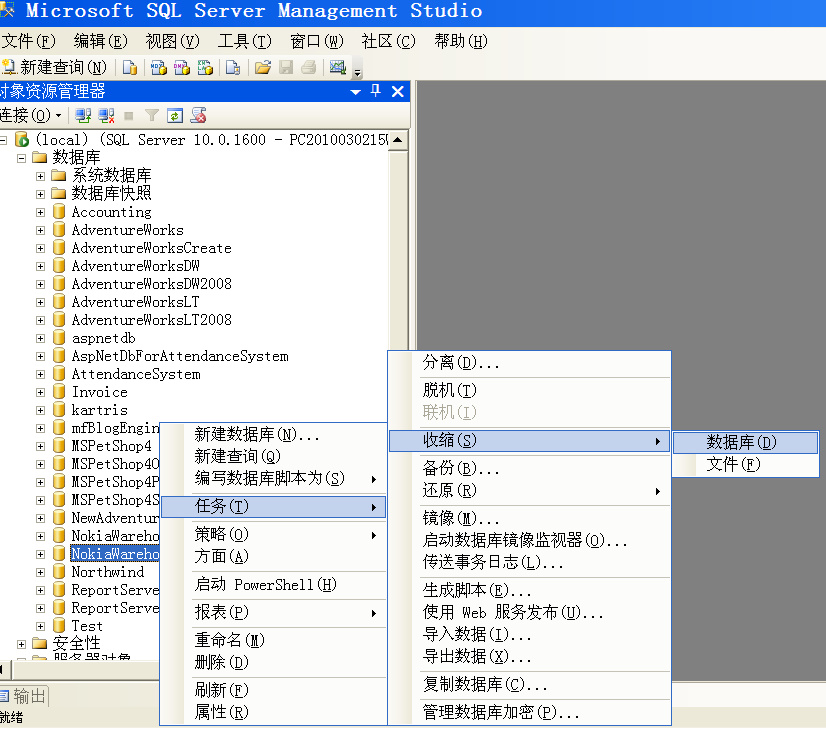 Microsoft SQL Server Management Studio
文件(F) 编辑(E) 视图(V) 工具(T) 窗口(W) 社区(C) 帮助(H)
新建查询(N)
对象资源管理器
连接(O)
(local) (SQL Server 10.0.1600 - PC2010030215
数据库
系统数据库
数据库快照
Accounting
AdventureWorks
AdventureWorksCreate
AdventureWorksDW
AdventureWorksDW2008
AdventureWorksLT
AdventureWorksLT2008
aspnetdb
AspNetDbForAttendanceSystem
AttendanceSystem
Invoice
kartris
mfBlogEngin
MSPetShop4
MSPetShop4O
MSPetShop4P
MSPetShop4S
NewAdventur
NokiaWareho
NokiaWareho
Northwind
ReportServe
ReportServe
Test
安全性
服务器对象
输出
就绪
新建数据库(N)...
新建查询(Q)
编写数据库脚本为(S)
任务(T)
策略(O)
方面(A)
启动 PowerShell(H)
报表(P)
重命名(M)
删除(D)
刷新(F)
属性(R)
分离(D)...
脱机(T)
联机(I)
收缩(S)
备份(B)...
还原(R)
镜像(M)...
启动数据库镜像监视器(O)...
传送事务日志(L)...
生成脚本(E)...
使用 Web 服务发布(U)...
导入数据(I)...
导出数据(X)...
复制数据库(C)...
管理数据库加密(P)...
数据库(D)
文件(F)